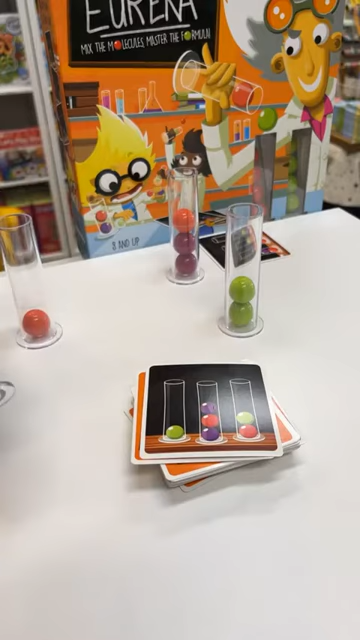 EUREKA
MIX THE MOLECULES, MASTER THE FORMULA!
8 AND UP